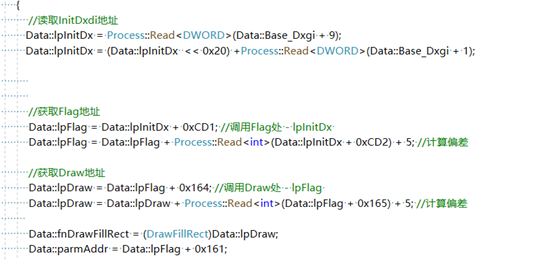 {
//读取InitDxdi地址
Data::lpInitDx = Process::Read<DWORD>(Data::Base_Dxgi + 9);
Data::lpInitDx = (Data::lpInitDx << 0x20) +Process::Read<DWORD>(Data::Base_Dxgi + 1);
//获取Flag地址
Data::lpFlag = Data::lpInitDx + 0xCD1; //调用Flag处 - lpInitDx
Data::lpFlag = Data::lpFlag + Process::Read<int>(Data::lpInitDx + 0xCD2) + 5; //计算偏差
//获取Draw地址
Data::lpDraw = Data::lpFlag + 0x164; //调用Draw处 - lpFlag
Data::lpDraw = Data::lpDraw + Process::Read<int>(Data::lpFlag + 0x165) + 5; //计算偏差
Data::fnDrawFillRect = (DrawFillRect)Data::lpDraw;
Data::parmAddr = Data::lpFlag + 0x161;